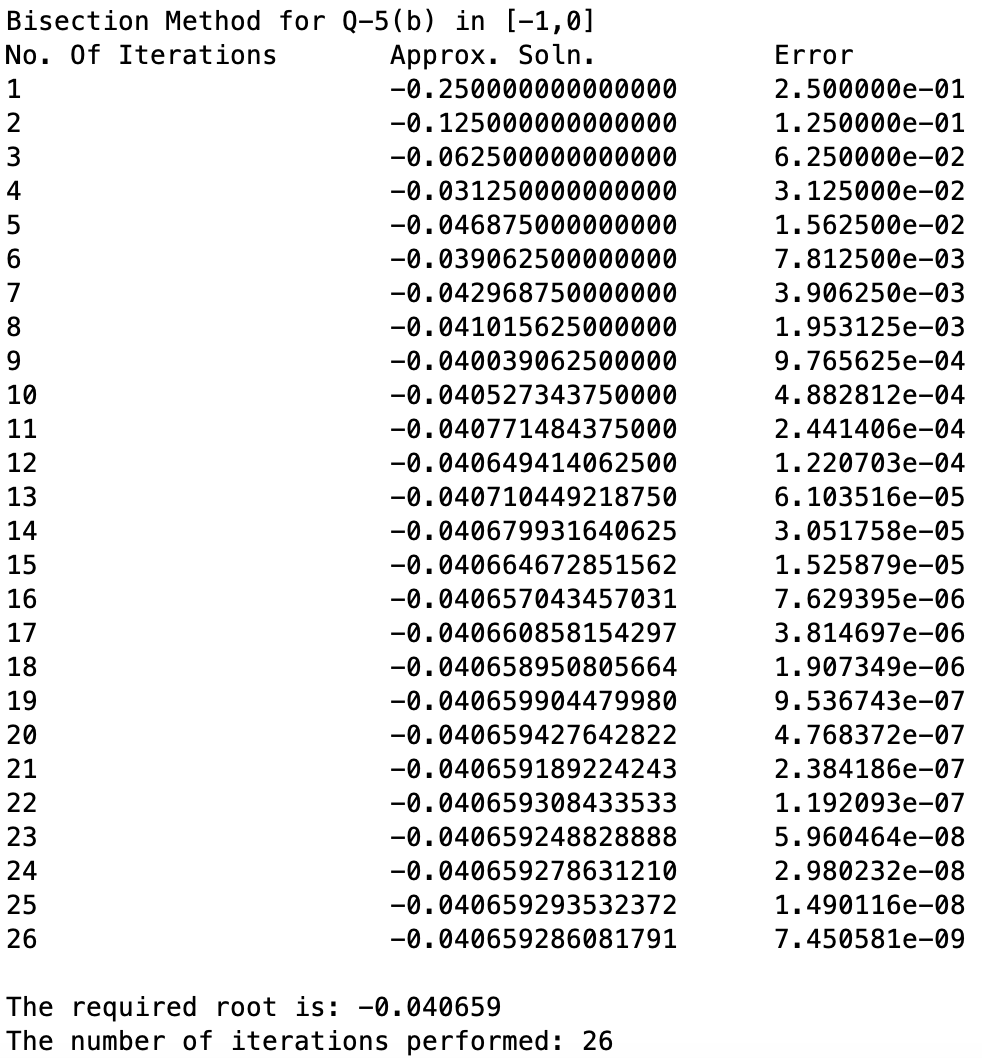 Bisection Method for Q-5(b) in [-1,0]
No. Of Iterations Approx. Soln. Error
1 -0.250000000000000 2.500000e-01
2 -0.125000000000000 1.250000e-01
3 -0.062500000000000 6.250000e-02
4 -0.031250000000000 3.125000e-02
5 -0.046875000000000 1.562500e-02
6 -0.039062500000000 7.812500e-03
7 -0.042968750000000 3.906250e-03
8 -0.041015625000000 1.953125e-03
9 -0.040039062500000 9.765625e-04
10 -0.040527343750000 4.882812e-04
11 -0.040771484375000 2.441406e-04
12 -0.040649414062500 1.220703e-04
13 -0.040710449218750 6.103516e-05
14 -0.040679931640625 3.051758e-05
15 -0.040664672851562 1.525879e-05
16 -0.040657043457031 7.629395e-06
17 -0.040660858154297 3.814697e-06
18 -0.040658950805664 1.907349e-06
19 -0.040659904479980 9.536743e-07
20 -0.040659427642822 4.768372e-07
21 -0.040659189224243 2.384186e-07
22 -0.040659308433533 1.192093e-07
23 -0.040659248828888 5.960464e-08
24 -0.040659278631210 2.980232e-08
25 -0.040659293532372 1.490116e-08
26 -0.040659286081791 7.450581e-09
The required root is: -0.040659
The number of iterations performed: 26